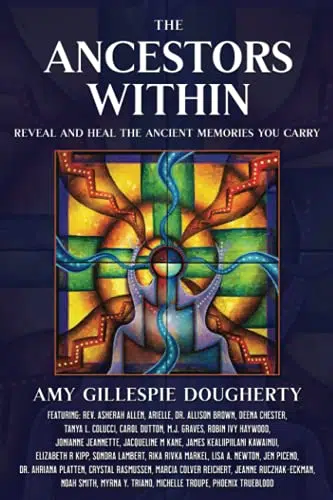 THE
ANCESTORS
WITHIN
REVEAL AND HEAL THE ANCIENT MEMORIES YOU CARRY
AMY GILLESPIE DOUGHERTY
FEATURING: REV. ASHERAH ALLEN, ARIELLE, DR. ALLISON BROWN, DEENA CHESTER,
TANYA L. COLUCCI, CAROL DUTTON, M.J. GRAVES, ROBIN IVY HAYWOOD,
JONIANNE JEANNETTE, JACQUELINE M KANE, JAMES KEALIIPIILANI KAWAINUI,
ELIZABETH R KIPP, SONDRA LAMBERT, RIKA RIVKA MARKEL, LISA A. NEWTON, JEN PICENO,
DR. AHRIANA PLATTEN, CRYSTAL RASMUSSEN, MARCIA COLVER REICHERT, JEANNE RUCZHAK-ECKMAN,
NOAH SMITH, MYRNA Y. TRIANO, MICHELLE TROUPE, PHOENIX TRUEBLOOD